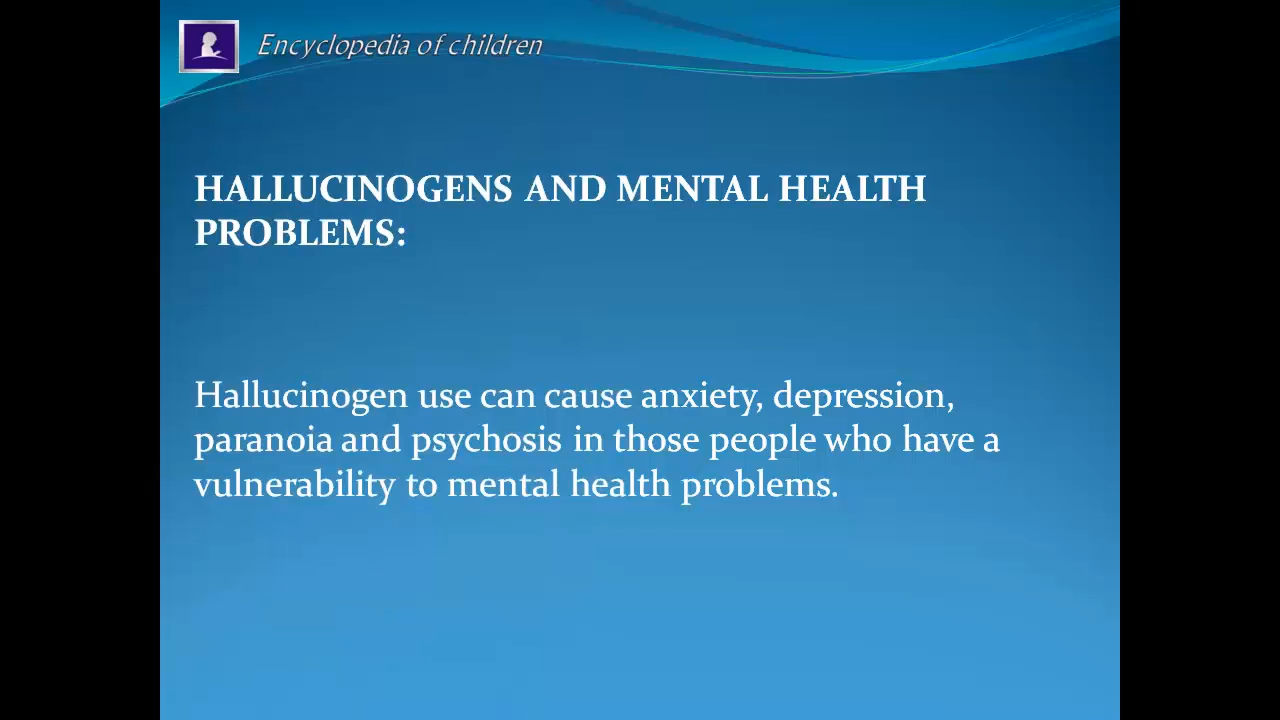 Encyclopedia of children
HALLUCINOGENS AND MENTAL HEALTH
PROBLEMS:
Hallucinogen use can cause anxiety, depression,
paranoia and psychosis in those people who have a
vulnerability to mental health problems.